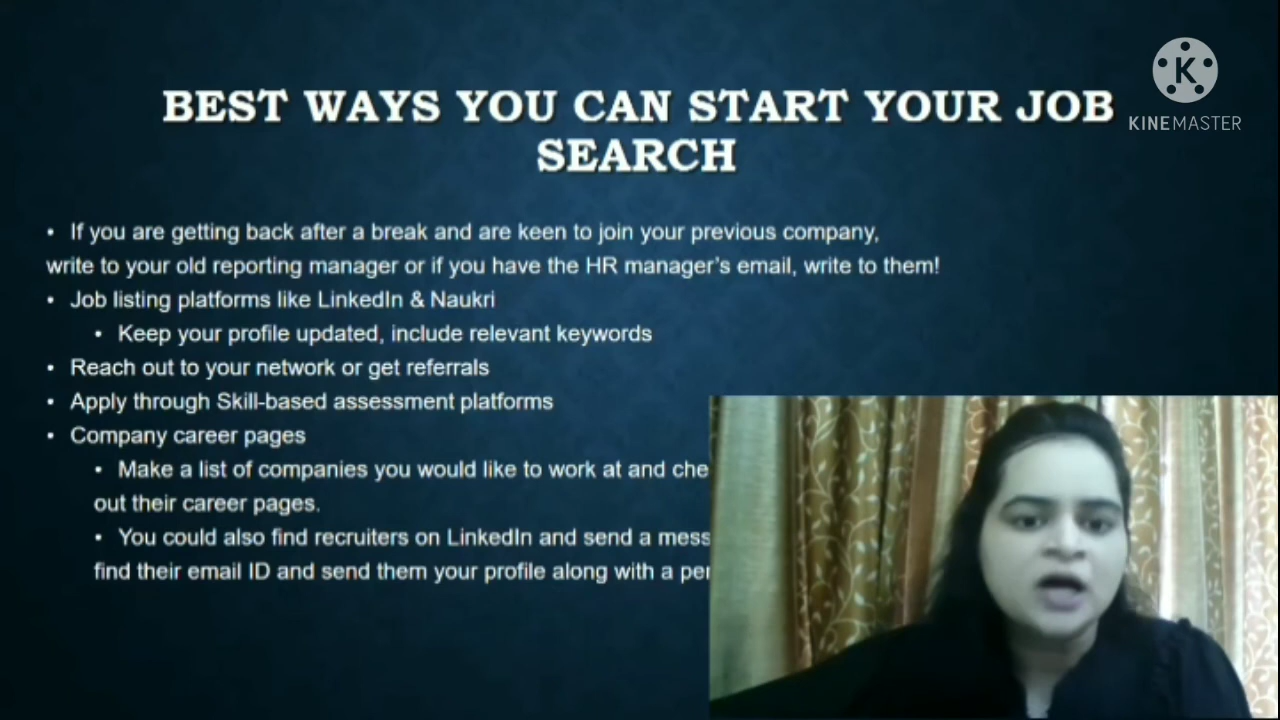 BEST WAYS YOU CAN START YOUR JOB
SEARCH
K
KINEMASTER
• If you are getting back after a break and are keen to join your previous company,
write to your old reporting manager or if you have the HR manager's email, write to them!
• Job listing platforms like LinkedIn & Naukri
• Keep your profile updated, include relevant keywords
• Reach out to your network or get referrals
• Apply through Skill-based assessment platforms
• Company career pages
• Make a list of companies you would like to work at and
out their career pages.
• You could also find recruiters on LinkedIn and send a
find their email ID and send them your profile along with a